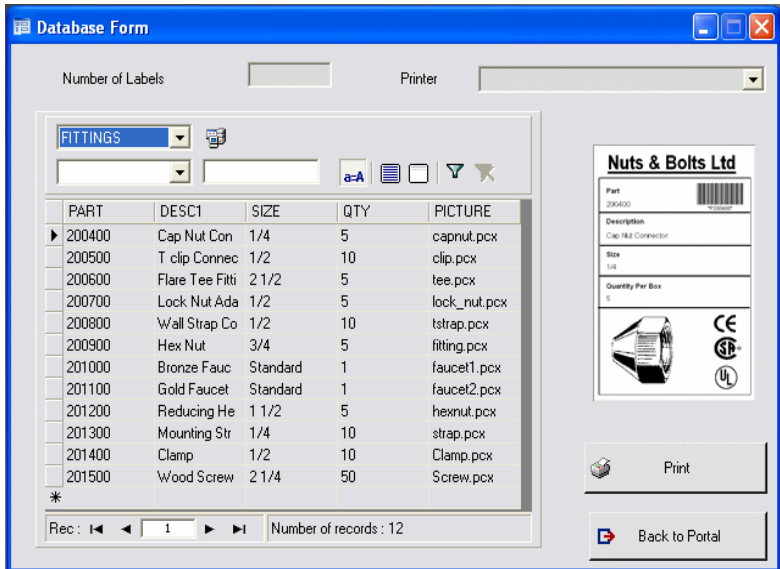 Database Form
Number of Labels Printer
FITTINGS
a=A
PART DESC1 SIZE QTY PICTURE
200400 Cap Nut Con 1/4 5 capnut.pcx
200500 T clip Connec 1/2 10 clip.pcx
200600 Flare Tee Fitti 2 1/2 5 tee.pcx
200700 Lock Nut Ada 1/2 5 lock_nut.pcx
200800 Wall Strap Co 1/2 10 tstrap.pcx
200900 Hex Nut 3/4 5 fitting.pcx
201000 Bronze Fauc Standard 1 faucet1.pcx
201100 Gold Faucet Standard 1 faucet2.pcx
201200 Reducing He 1 1/2 5 hexnut.pcx
201300 Mounting Str 1/4 10 strap.pcx
201400 Clamp 1/2 10 Clamp.pcx
201500 Wood Screw 2 1/4 50 Screw.pcx
Rec : 1 Number of records : 12
Nuts & Bolts Ltd
Part
200400
*P200400*
Description
Cap Nut Connector
Size
1/4
Quantity Per Box
5
CE
SA
UL
Print
Back to Portal